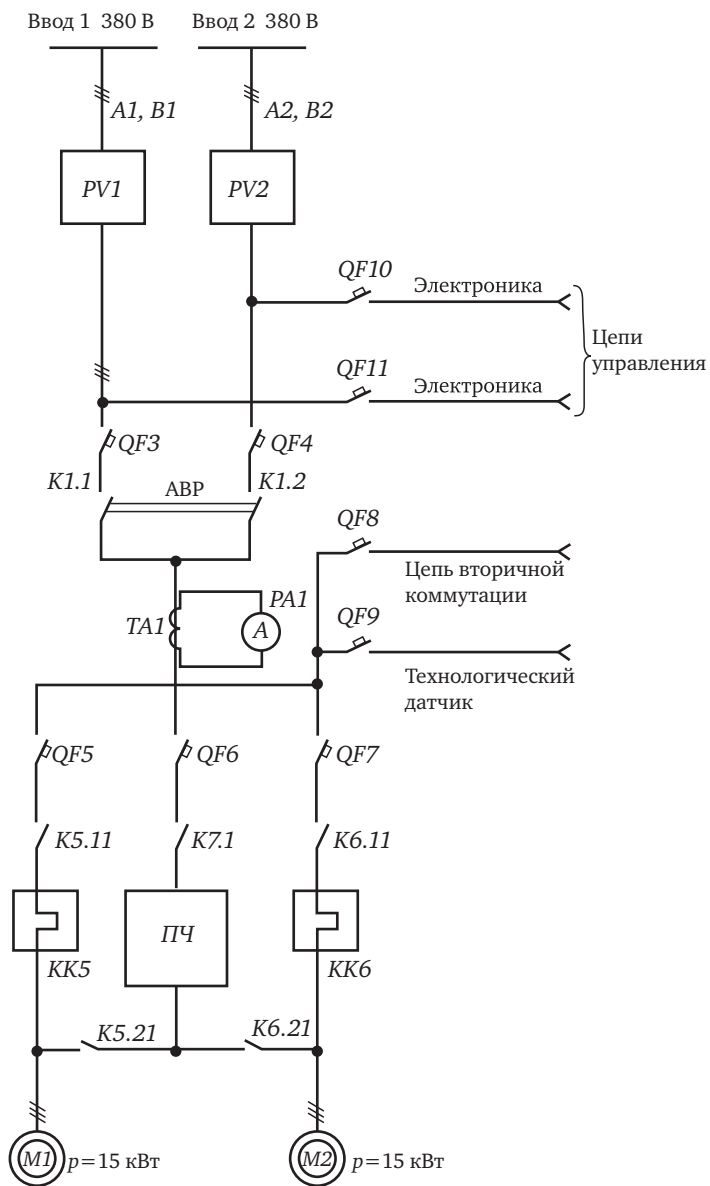 Ввод 1 380 В
Ввод 2 380 В
A1, B1
A2, B2
PV1
PV2
QF10
Электроника
Цепи
управления
QF11
Электроника
QF3
QF4
K1.1
АВР
K1.2
QF8
Цепь вторичной
коммутации
PA1
TA1
A
QF9
Технологический
датчик
QF5
QF6
QF7
K5.11
K7.1
K6.11
ПЧ
KK5
KK6
K5.21
K6.21
M1
p=15 кВт
M2
p=15 кВт